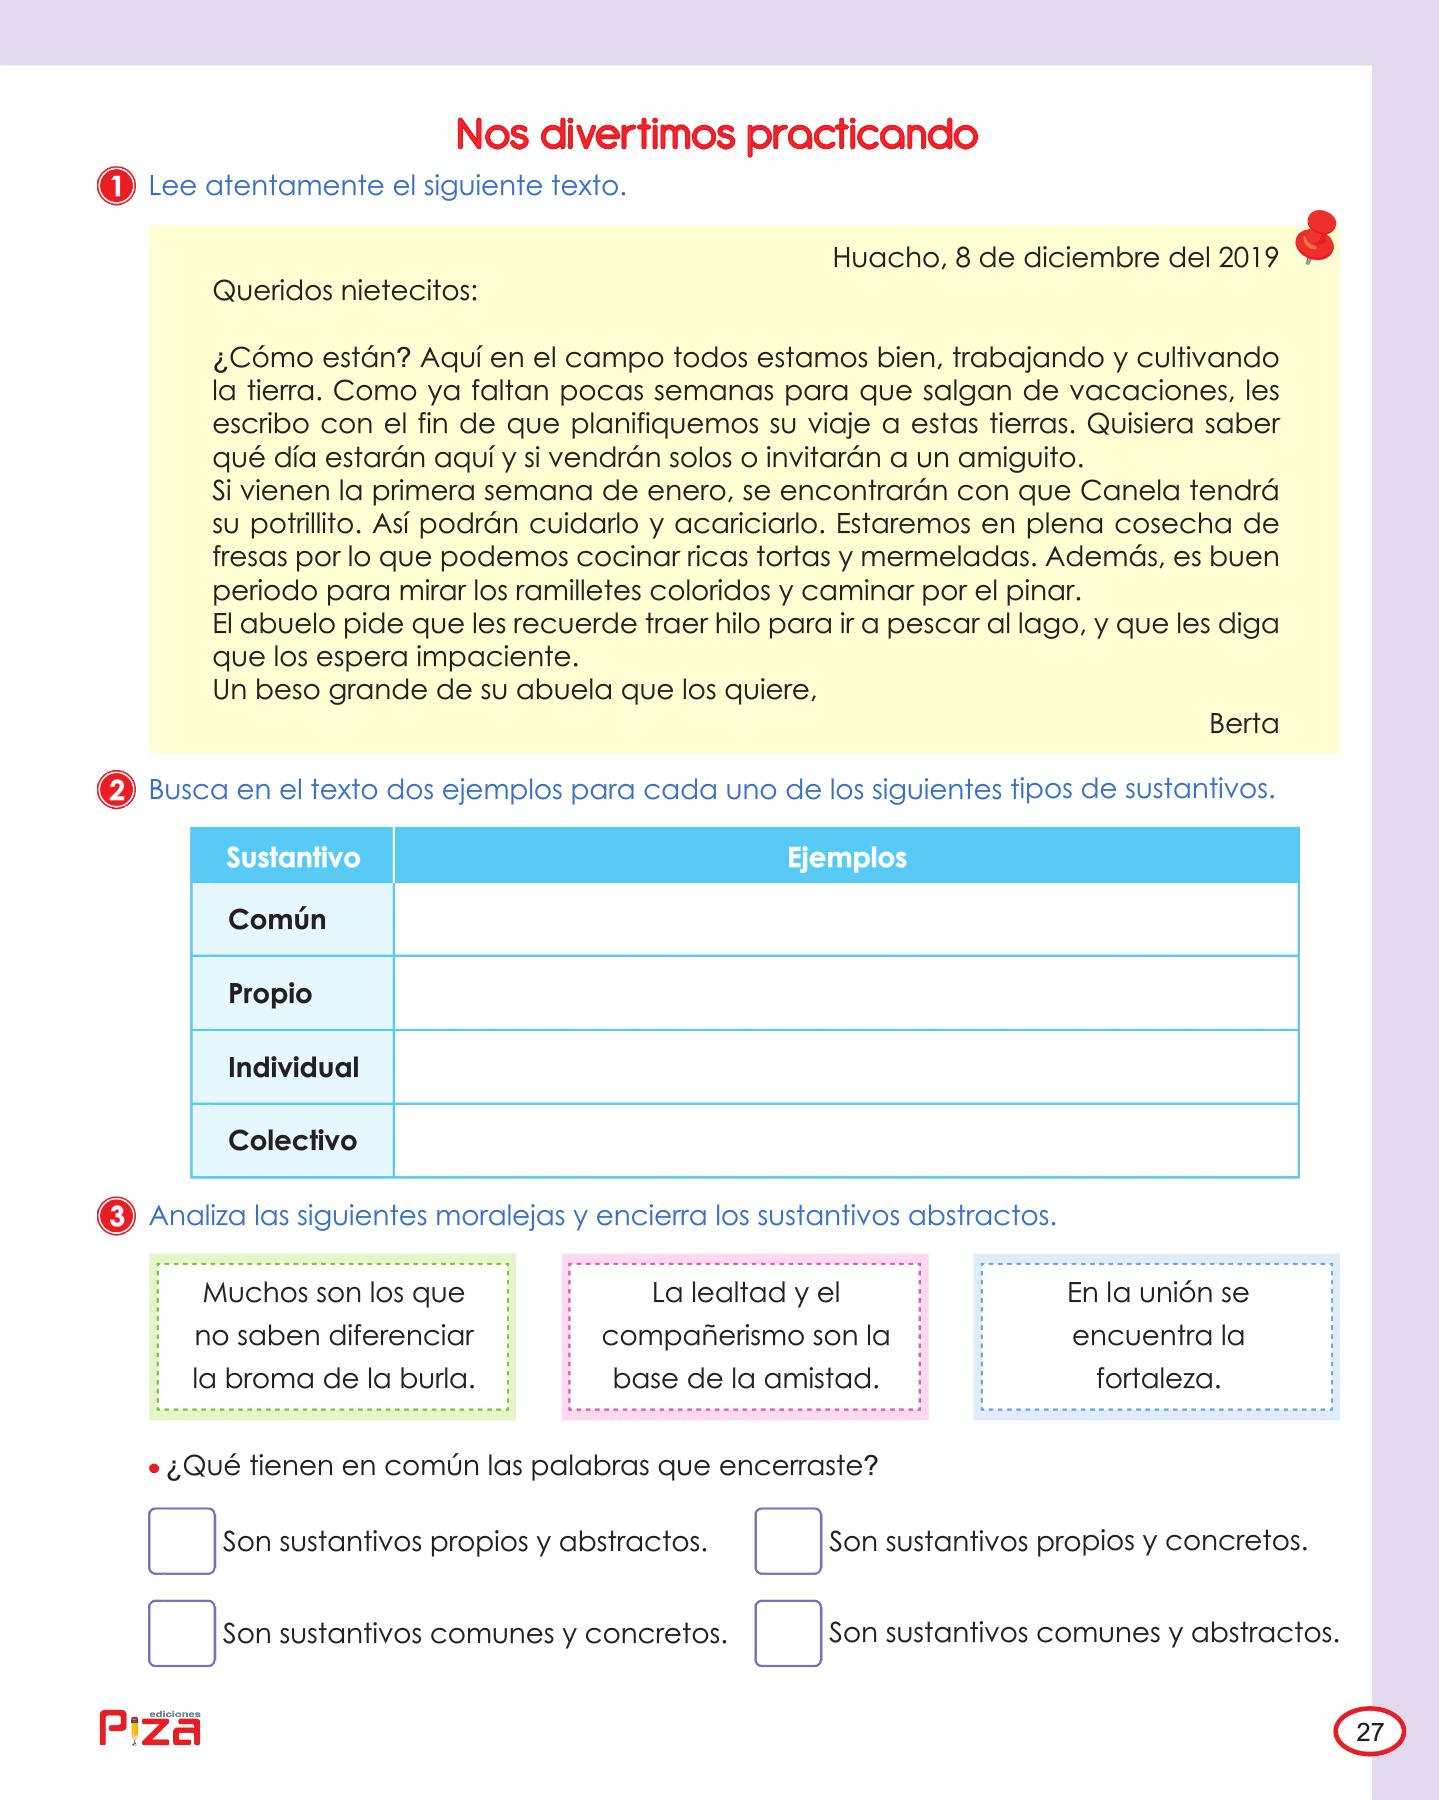 Nos divertimos practicando
1 Lee atentamente el siguiente texto.
Huacho, 8 de diciembre del 2019
Queridos nietecitos:
¿Cómo están? Aquí en el campo todos estamos bien, trabajando y cultivando
la tierra. Como ya faltan pocas semanas para que salgan de vacaciones, les
escribo con el fin de que planifiquemos su viaje a estas tierras. Quisiera saber
qué día estarán aquí y si vendrán solos o invitarán a un amiguito.
Si vienen la primera semana de enero, se encontrarán con que Canela tendrá
su potrillito. Así podrán cuidarlo y acariciarlo. Estaremos en plena cosecha de
fresas por lo que podemos cocinar ricas tortas y mermeladas. Además, es buen
periodo para mirar los ramilletes coloridos y caminar por el pinar.
El abuelo pide que les recuerde traer hilo para ir a pescar al lago, y que les diga
que los espera impaciente.
Un beso grande de su abuela que los quiere,
Berta
2 Busca en el texto dos ejemplos para cada uno de los siguientes tipos de sustantivos.
Sustantivo Ejemplos
Común
Propio
Individual
Colectivo
3 Analiza las siguientes moralejas y encierra los sustantivos abstractos.
Muchos son los que
no saben diferenciar
la broma de la burla.
La lealtad y el
compañerismo son la
base de la amistad.
En la unión se
encuentra la
fortaleza.
• ¿Qué tienen en común las palabras que encerraste?
Son sustantivos propios y abstractos.
Son sustantivos propios y concretos.
Son sustantivos comunes y concretos.
Son sustantivos comunes y abstractos.
ediciones
Piza
27